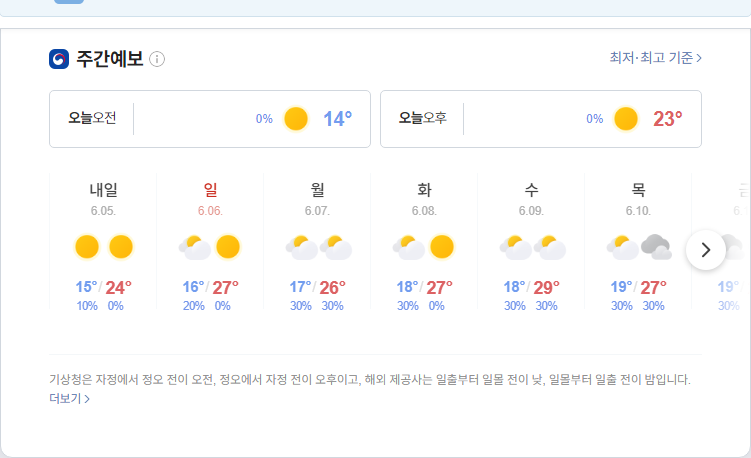 주간예보
최저·최고 기준 >
오늘오전 0% 14°
오늘오후 0% 23°
내일 일 월 화 수 목
6.05. 6.06. 6.07. 6.08. 6.09. 6.10.
15°/24° 16°/27° 17°/26° 18°/27° 18°/29° 19°/27° 19°
10% 0% 20% 0% 30% 30% 30% 0% 30% 30% 30% 30% 30%
기상청은 자정에서 정오 전이 오전, 정오에서 자정 전이 오후이고, 해외 제공사는 일출부터 일몰 전이 낮, 일몰부터 일출 전이 밤입니다.
더보기 >